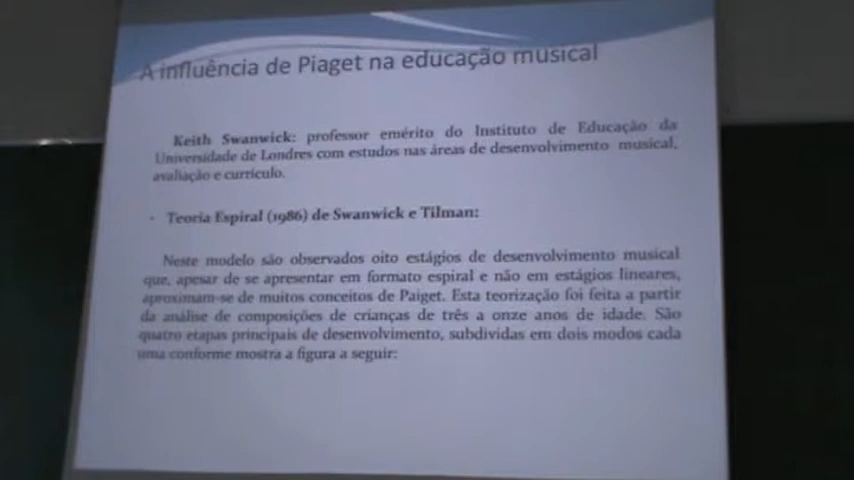 A influência de Piaget na educação musical
Keith Swanwick: professor emérito do Instituto de Educação da
Universidade de Londres com estudos nas áreas de desenvolvimento musical,
avaliação e currículo.
· Teoria Espiral (1986) de Swanwick e Tilman:
Neste modelo são observados oito estágios de desenvolvimento musical
que, apesar de se apresentar em formato espiral e não em estágios lineares,
aproximam-se de muitos conceitos de Paiget. Esta teorização foi feita a partir
da análise de composições de crianças de três a onze anos de idade. São
quatro etapas principais de desenvolvimento, subdividas em dois modos cada
uma conforme mostra a figura a seguir: